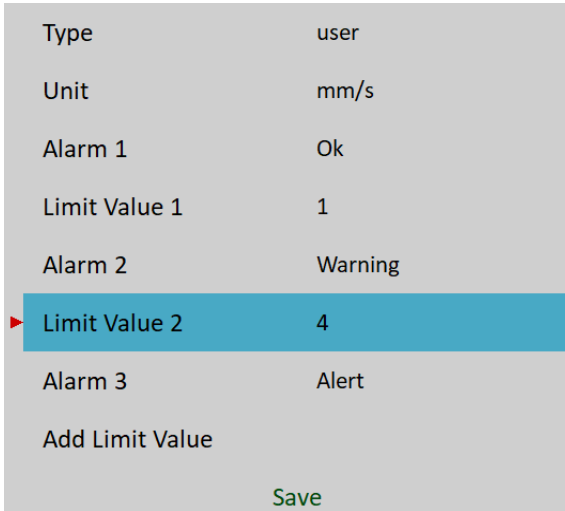 Type user
Unit mm/s
Alarm 1 Ok
Limit Value 1 1
Alarm 2 Warning
Limit Value 2 4
Alarm 3 Alert
Add Limit Value
Save